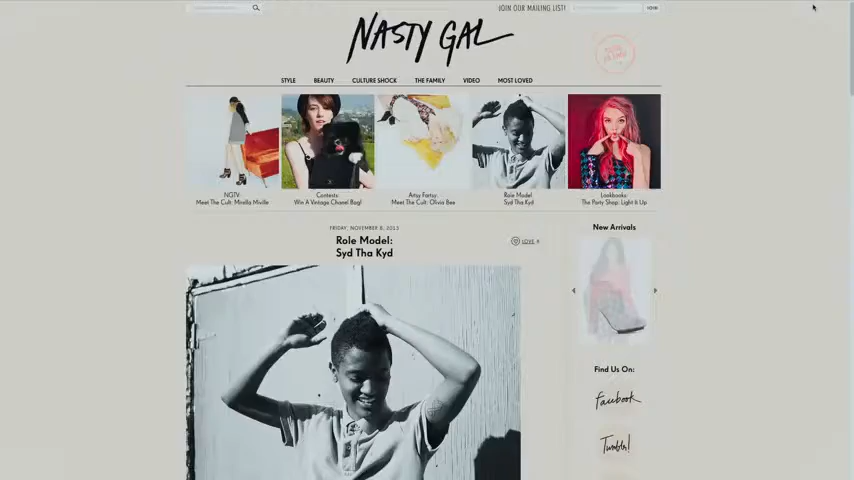 JOIN OUR MAILING LIST!
JOIN
NASTY GAL
STYLE BEAUTY CULTURE SHOCK THE FAMILY VIDEO MOST LOVED
NGTV:
Meet The Cult: Mirella Miville
Contests:
Win A Vintage Chanel Bag!
Artsy Fartsy:
Meet The Cult: Olivia Bee
Role Model:
Syd Tha Kyd
Lookbooks:
The Party Shop: Light It Up
FRIDAY, NOVEMBER 8, 2013
Role Model:
Syd Tha Kyd
LOVE
New Arrivals
Find Us On:
Facebook
Tumblr!